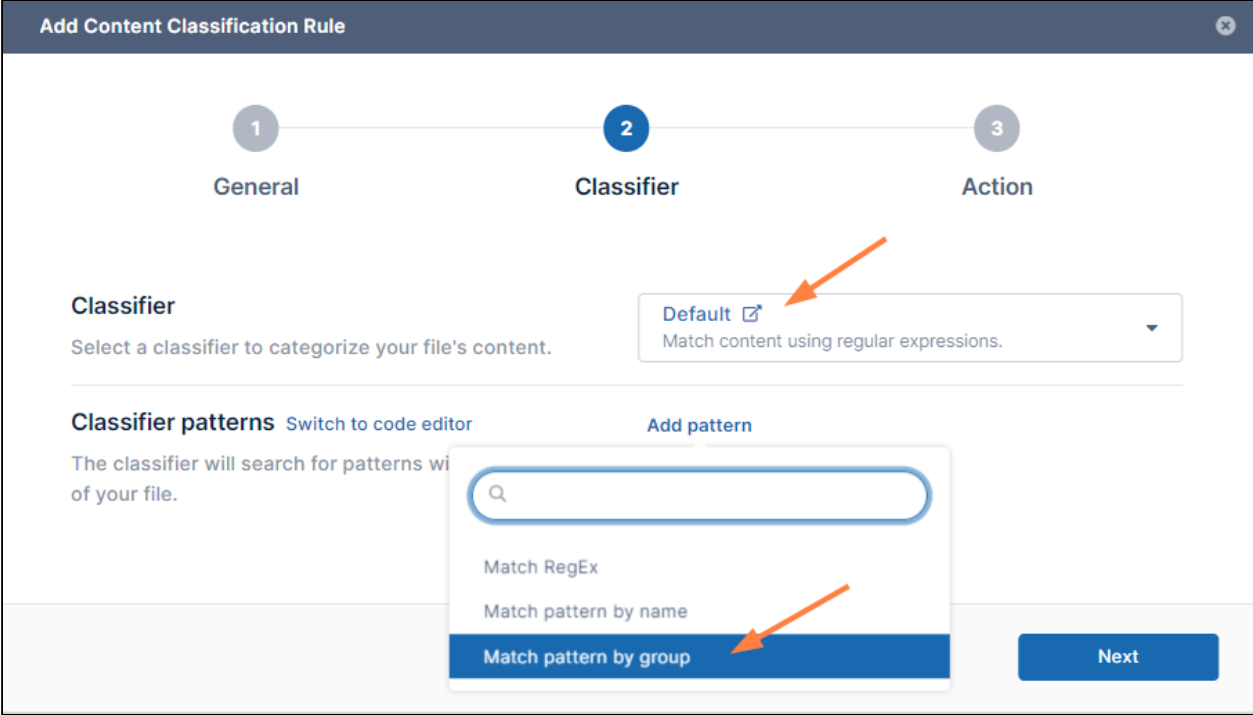 Add Content Classification Rule
1
2
3
General
Classifier
Action
Classifier
Select a classifier to categorize your file's content.
Default
Match content using regular expressions.
Classifier patterns Switch to code editor
Add pattern
The classifier will search for patterns wi
of your file.
Match RegEx
Match pattern by name
Match pattern by group
Next